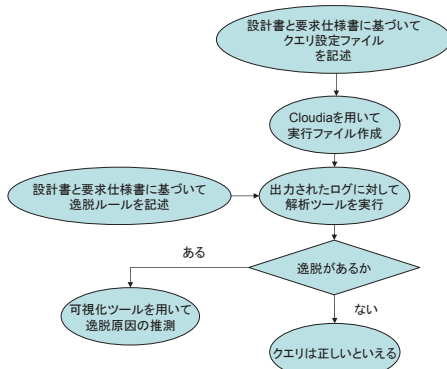 設計書と要求仕様書に基づいて
クエリ設定ファイル
を記述
Cloudiaを用いて
実行ファイル作成
設計書と要求仕様書に基づいて
逸脱ルールを記述
出力されたログに対して
解析ツールを実行
逸脱があるか
ある
ない
可視化ツールを用いて
逸脱原因の推測
クエリは正しいといえる